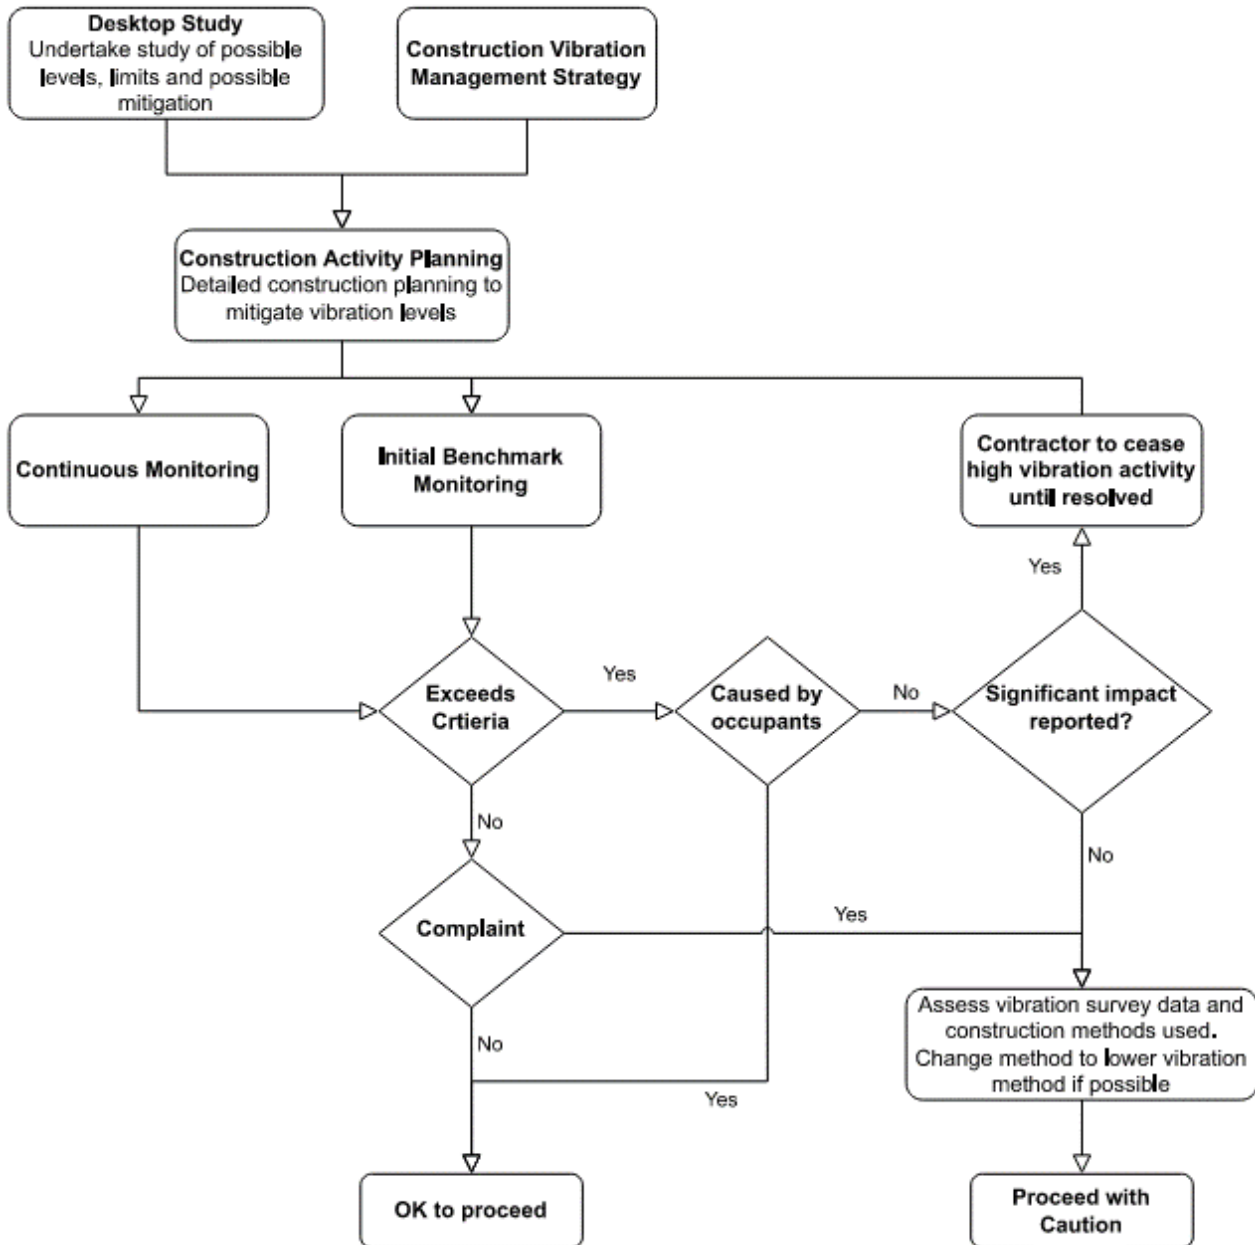 Desktop Study
Undertake study of possible
levels, limits and possible
mitigation
Construction Vibration
Management Strategy
Construction Activity Planning
Detailed construction planning to
mitigate vibration levels
Continuous Monitoring
Initial Benchmark
Monitoring
Contractor to cease
high vibration activity
until resolved
Yes
Exceeds
Crtieria
Yes
Caused by
occupants
No
Significant impact
reported?
No
No
Complaint
Yes
No
Yes
Assess vibration survey data and
construction methods used.
Change method to lower vibration
method if possible
OK to proceed
Proceed with
Caution